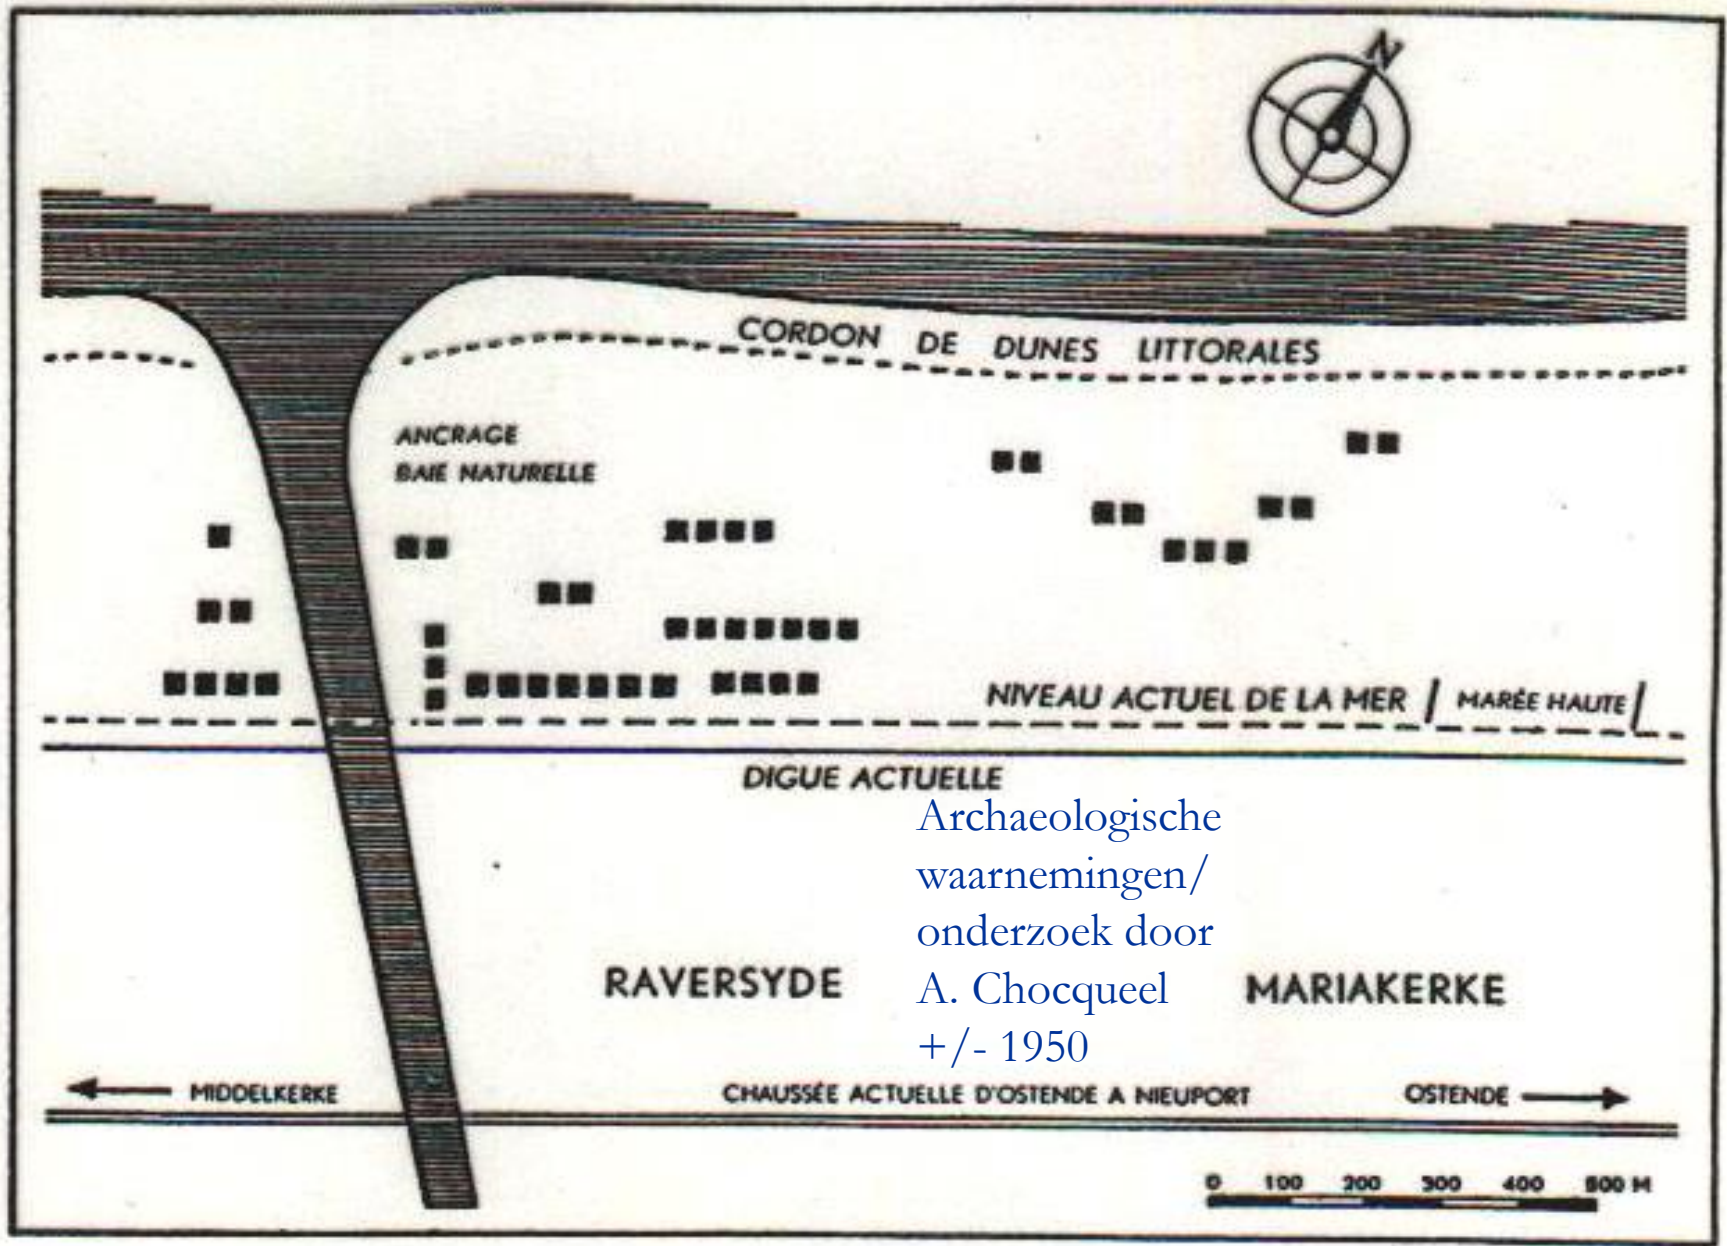 N
CORDON DE DUNES LITTORALES
ANCRAGE
BAIE NATURELLE
NIVEAU ACTUEL DE LA MER / MARÉE HAUTE /
DIGUE ACTUELLE
Archaeologische
waarnemingen/
onderzoek door
A. Chocqueel
+/- 1950
RAVERSYDE
MARIAKERKE
MIDDELKERKE
CHAUSSÉE ACTUELLE D'OSTENDE A NIEUPORT
OSTENDE
0 100 200 300 400 500 M